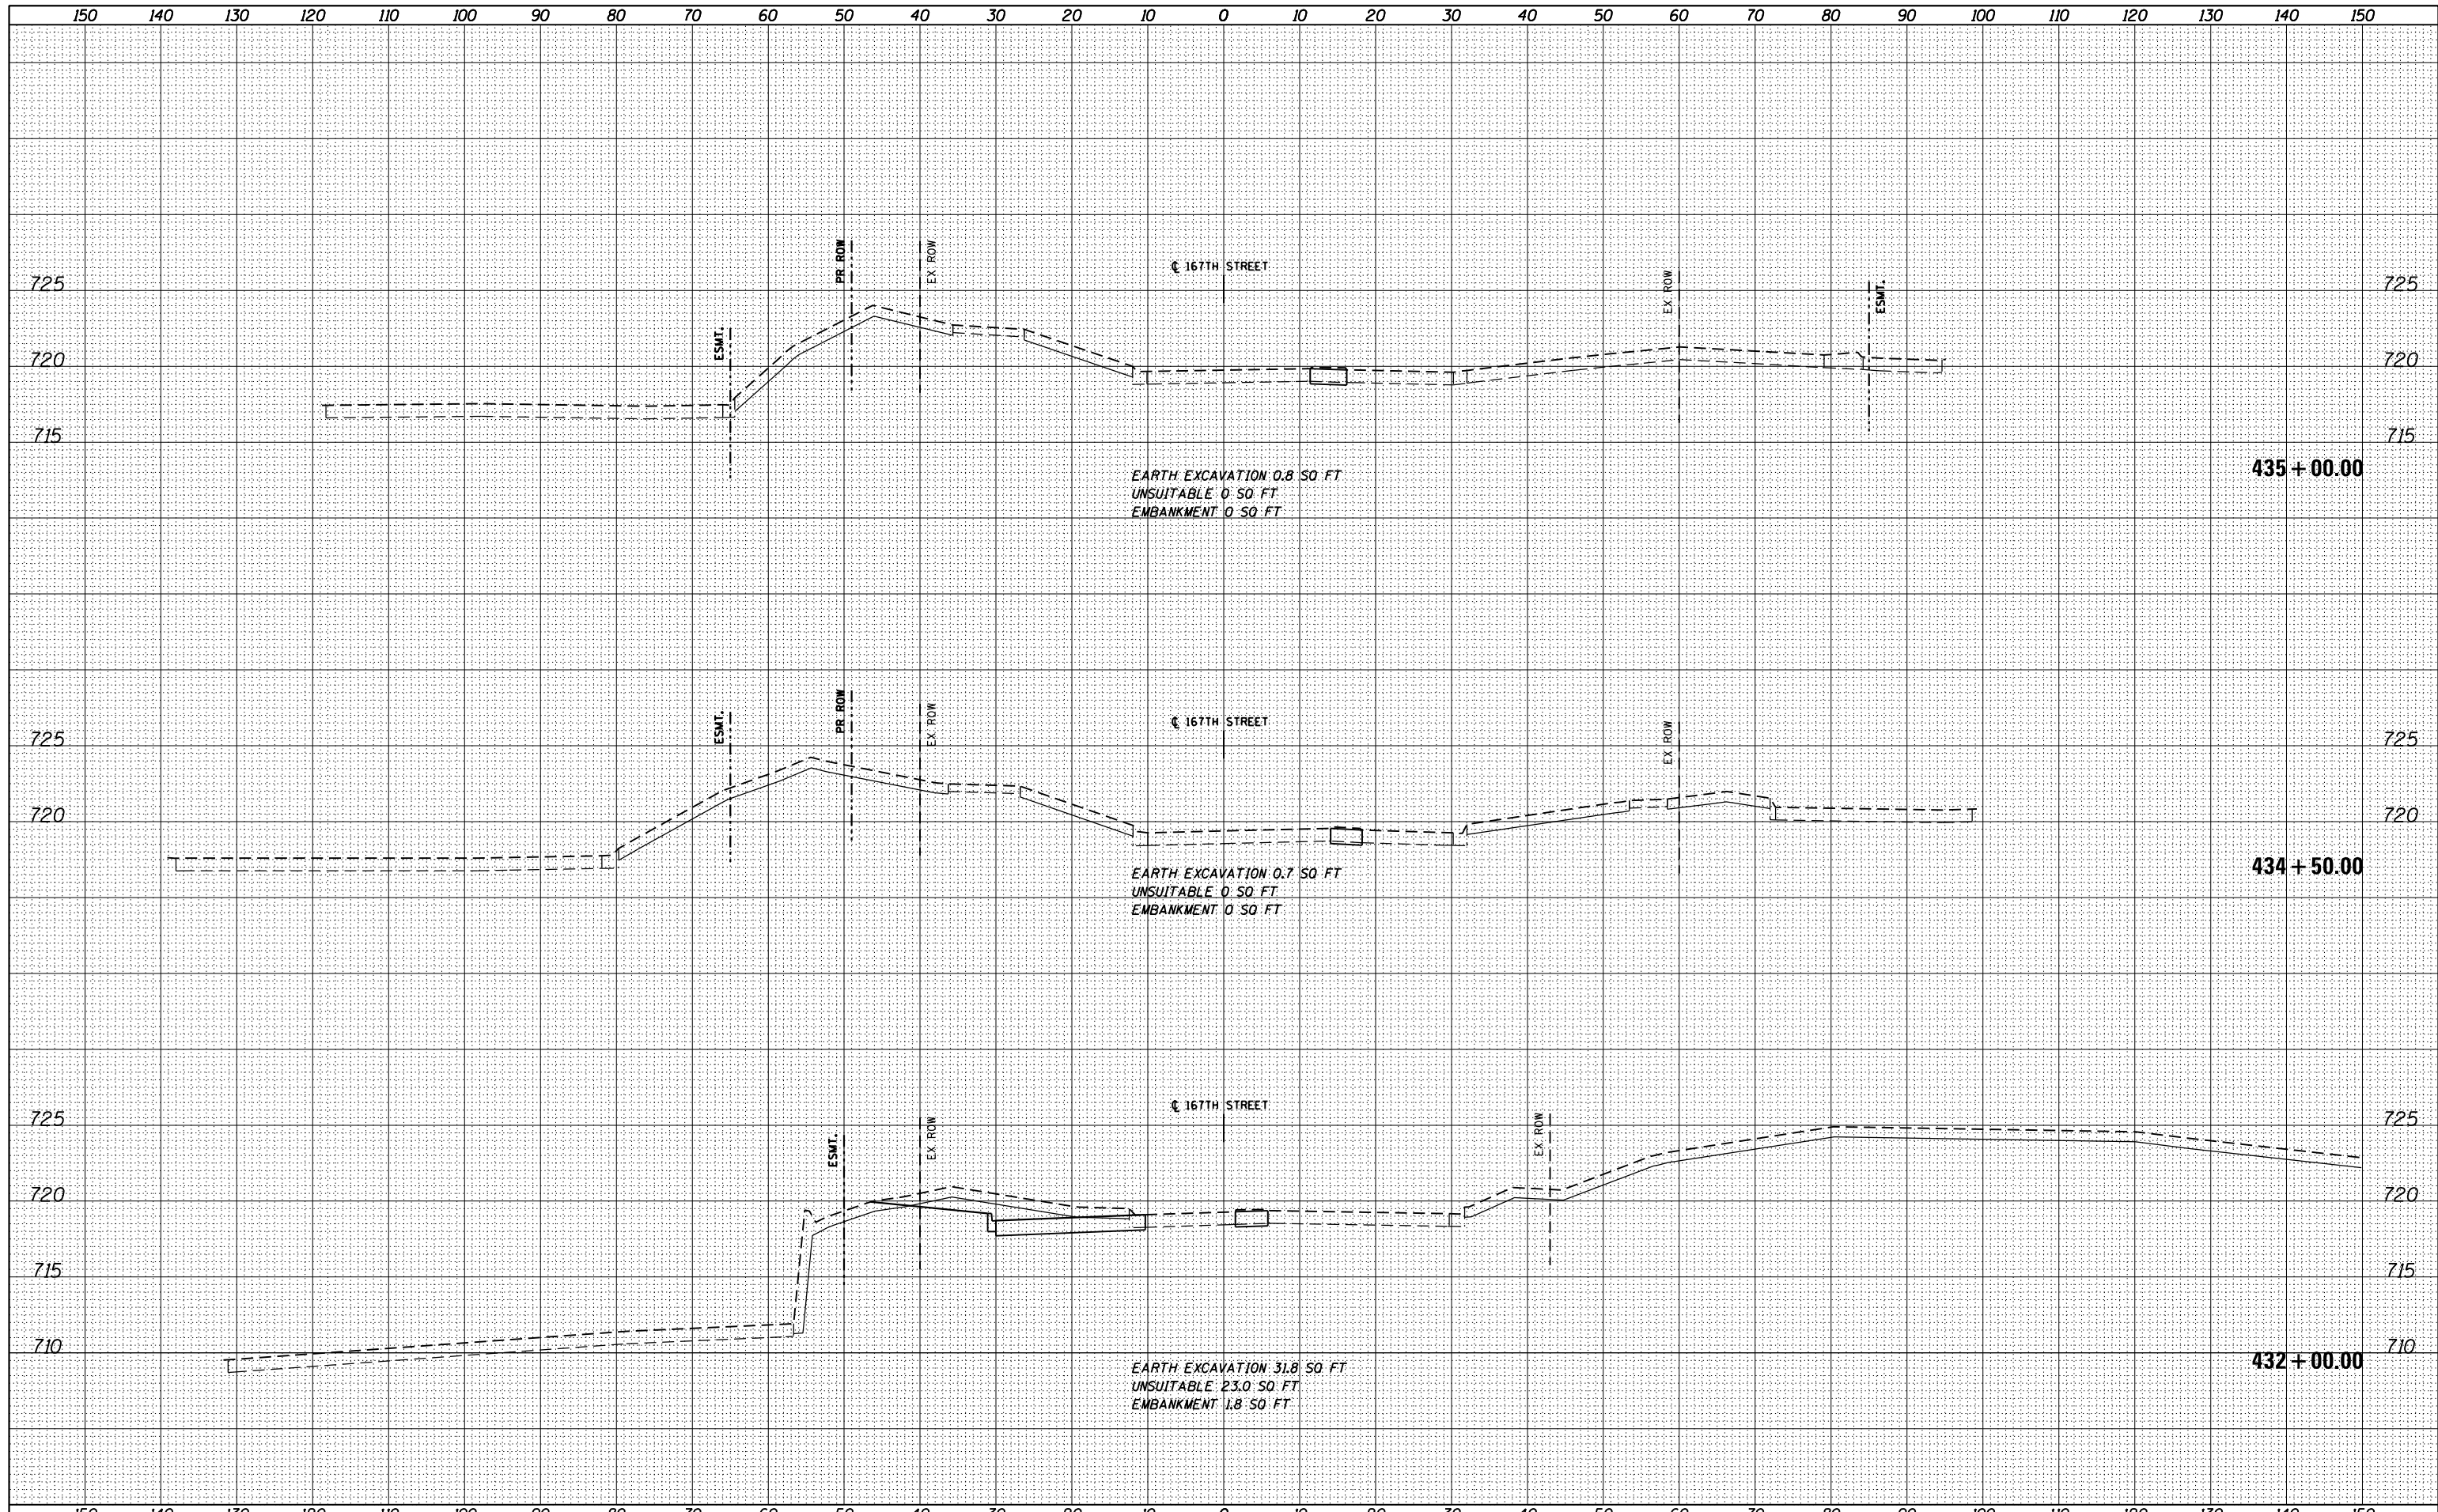 150 140 130 120 110 100 90 80 70 60 50 40 30 20 10 0 10 20 30 40 50 60 70 80 90 100 110 120 130 140 150
PR ROW
EX ROW
℄ 167TH STREET
EX ROW
ESMT.
725 725
ESMT.
720 720
715 715
435+00.00
EARTH EXCAVATION 0.8 SQ FT
UNSUITABLE 0 SQ FT
EMBANKMENT 0 SQ FT
ESMT.
PR ROW
EX ROW
℄ 167TH STREET
EX ROW
725 725
720 720
434+50.00
EARTH EXCAVATION 0.7 SQ FT
UNSUITABLE 0 SQ FT
EMBANKMENT 0 SQ FT
℄ 167TH STREET
725 725
ESMT.
EX ROW
EX ROW
720 720
715 715
710 710
432+00.00
EARTH EXCAVATION 31.8 SQ FT
UNSUITABLE 23.0 SQ FT
EMBANKMENT 1.8 SQ FT